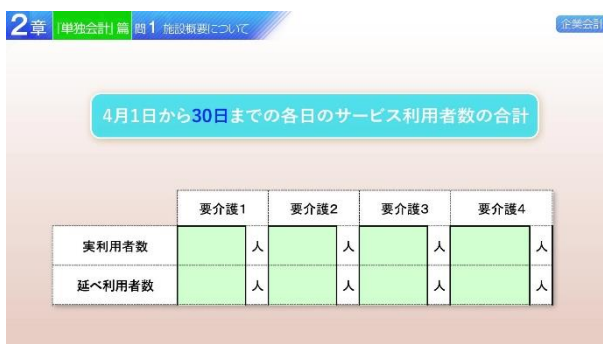 2章 「単独会計」篇 問1 施設概要について
企業会計
4月1日から30日までの各日のサービス利用者数の合計
要介護1 要介護2 要介護3 要介護4
実利用者数 人 人 人 人
延べ利用者数 人 人 人 人